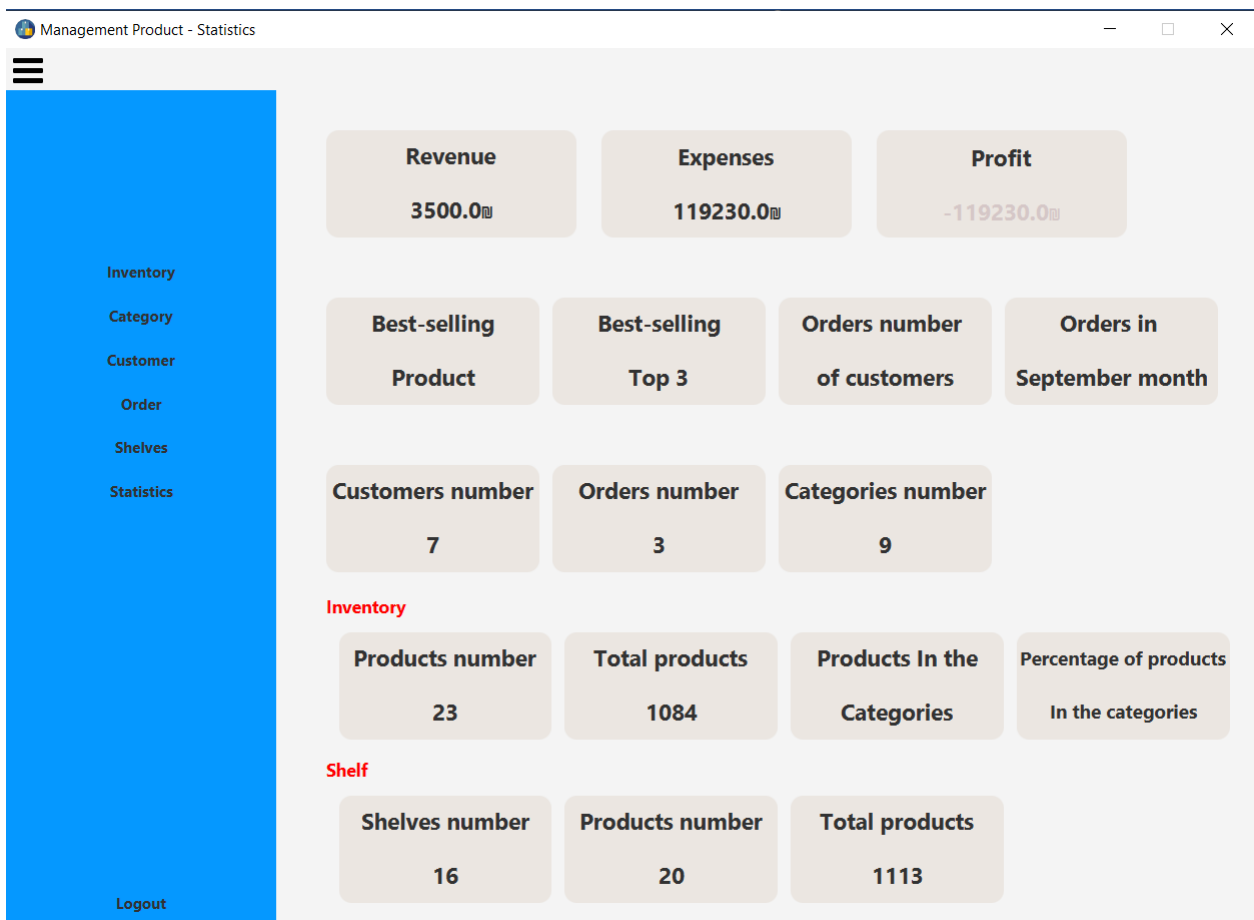 Management Product - Statistics
Revenue
3500.0₪
Expenses
119230.0₪
Profit
-119230.0₪
Inventory
Category
Customer
Order
Shelves
Statistics
Logout
Best-selling
Product
Best-selling
Top 3
Orders number
of customers
Orders in
September month
Customers number
7
Orders number
3
Categories number
9
Inventory
Products number
23
Total products
1084
Products In the
Categories
Percentage of products
In the categories
Shelf
Shelves number
16
Products number
20
Total products
1113